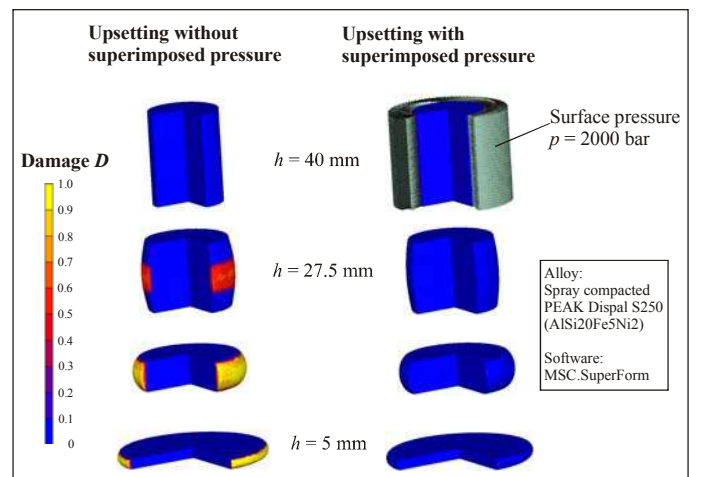 Upsetting without
superimposed pressure
Upsetting with
superimposed pressure
Surface pressure
p = 2000 bar
Damage D
1.0
0.9
0.8
0.7
0.6
0.5
0.4
0.3
0.2
0.1
0
h = 40 mm
h = 27.5 mm
h = 5 mm
Alloy:
Spray compacted
PEAK Dispal S250
(AlSi20Fe5Ni2)
Software:
MSC.SuperForm